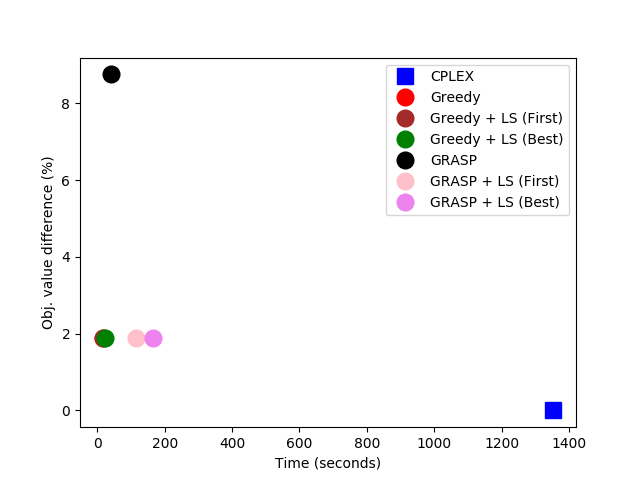 CPLEX
Greedy
Greedy + LS (First)
Greedy + LS (Best)
GRASP
GRASP + LS (First)
GRASP + LS (Best)
8
6
4
2
0
Obj. value difference (%)
0 200 400 600 800 1000 1200 1400
Time (seconds)